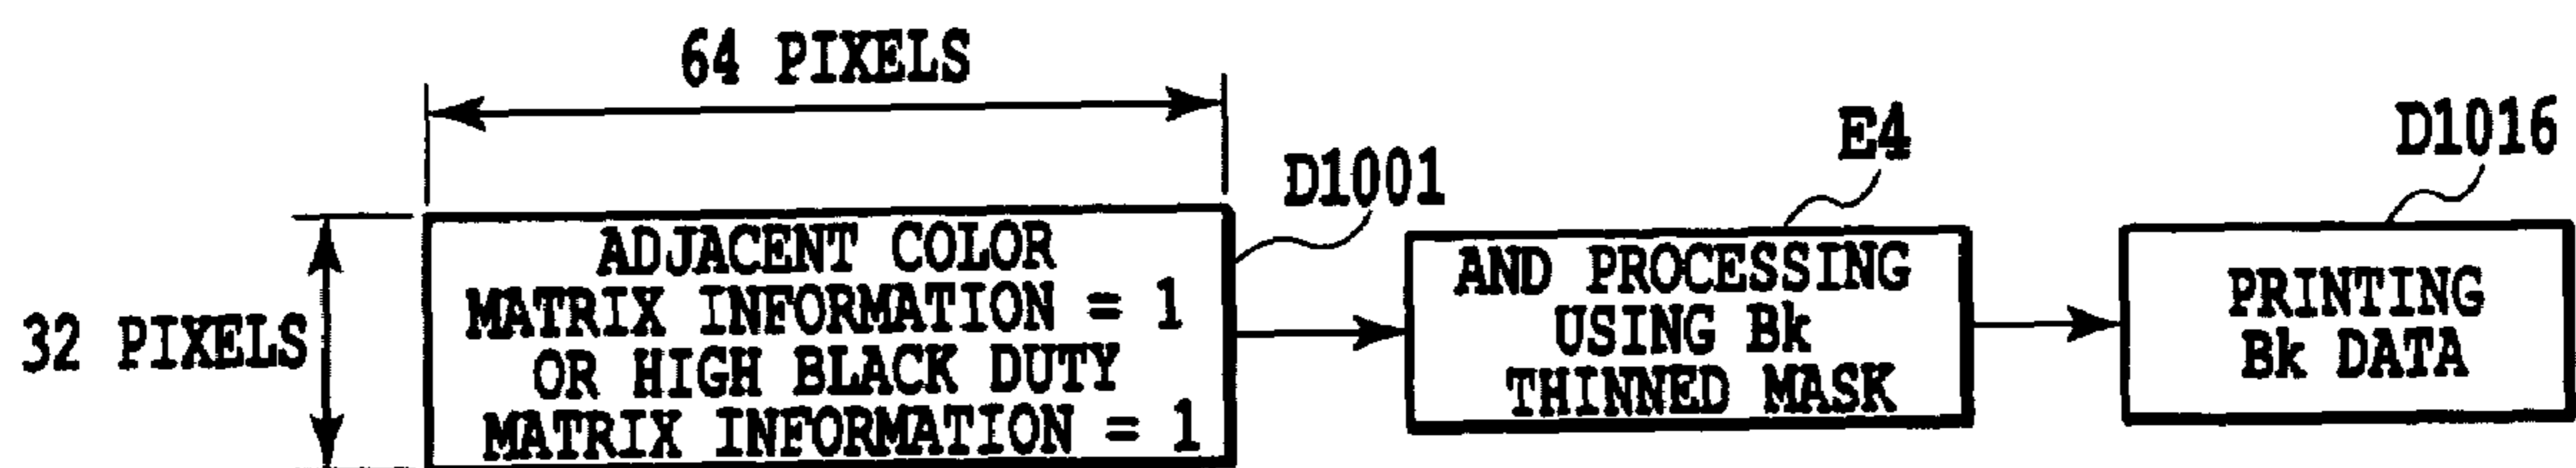 64 PIXELS
32 PIXELS
D1001
E4
D1016
ADJACENT COLOR
MATRIX INFORMATION = 1
OR HIGH BLACK DUTY
MATRIX INFORMATION = 1
AND PROCESSING
USING Bk
THINNED MASK
PRINTING
Bk DATA